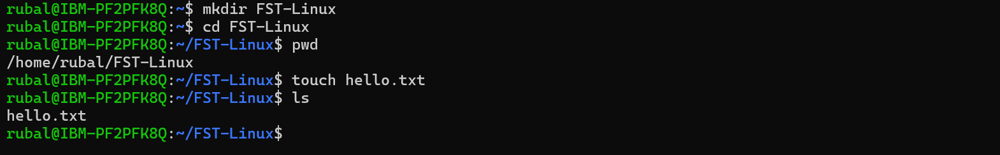 rubal@IBM-PF2PFK8Q:~$ mkdir FST-Linux
rubal@IBM-PF2PFK8Q:~$ cd FST-Linux
rubal@IBM-PF2PFK8Q:~/FST-Linux$ pwd
/home/rubal/FST-Linux
rubal@IBM-PF2PFK8Q:~/FST-Linux$ touch hello.txt
rubal@IBM-PF2PFK8Q:~/FST-Linux$ ls
hello.txt
rubal@IBM-PF2PFK8Q:~/FST-Linux$